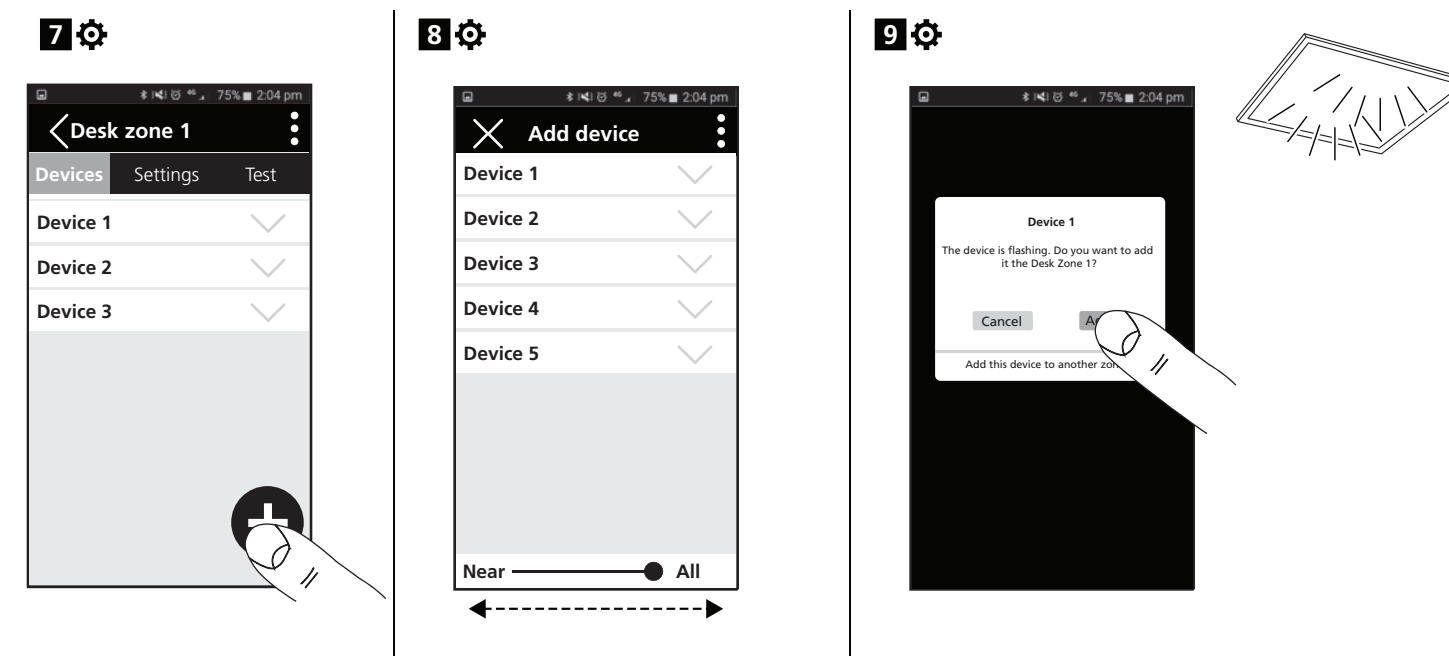 7
75% 2:04 pm
Desk zone 1
Devices Settings Test
Device 1
Device 2
Device 3
8
75% 2:04 pm
Add device
Device 1
Device 2
Device 3
Device 4
Device 5
Near All
9
75% 2:04 pm
Device 1
The device is flashing. Do you want to add
it the Desk Zone 1?
Cancel
Add this device to another